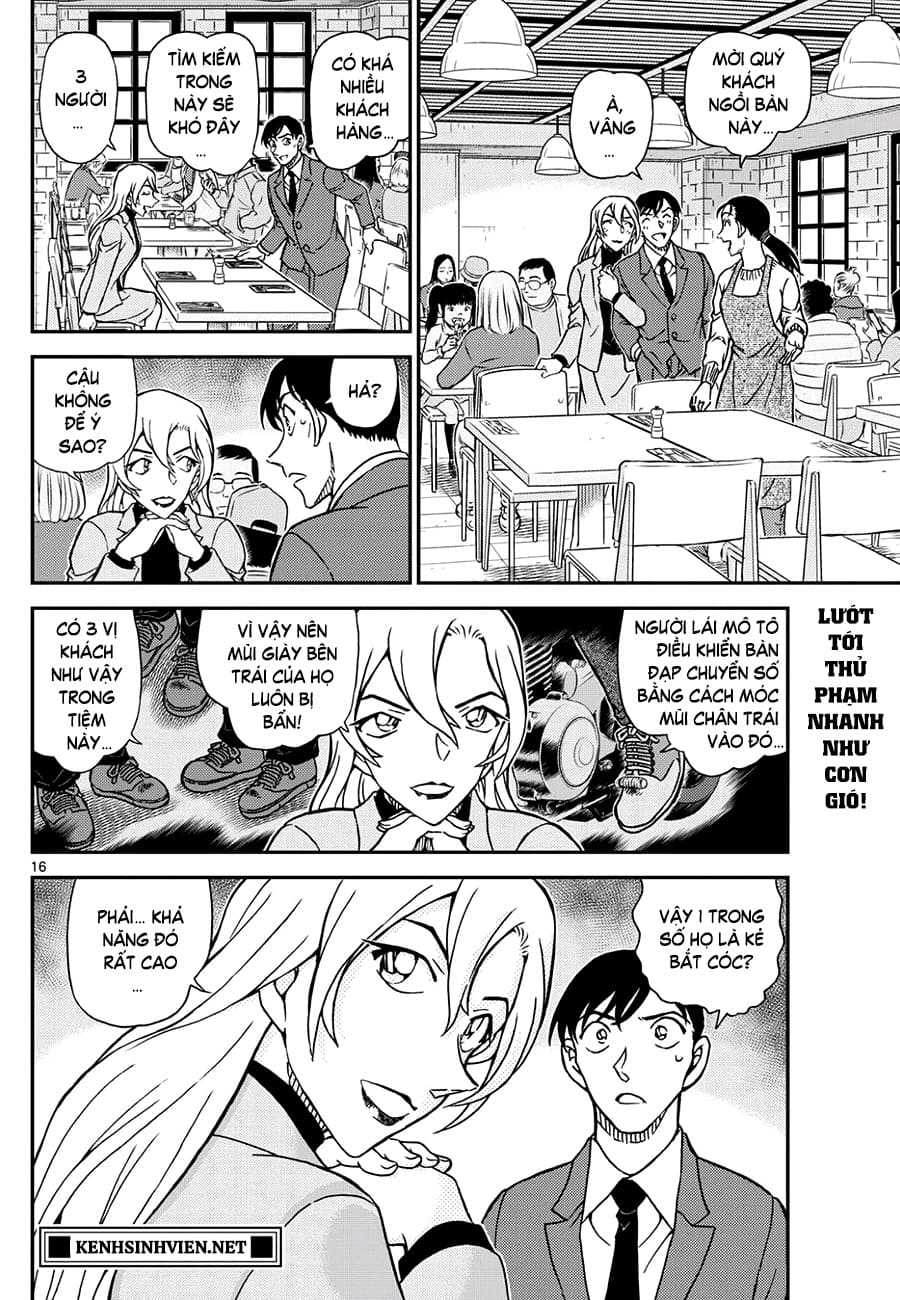 MỜI QUÝ
KHÁCH
NGỒI BÀN
NÀY...
À,
VÂNG
...
CÓ KHÁ
NHIỀU
KHÁCH
HÀNG...
TÌM KIẾM
TRONG
NÀY SẼ
KHÓ ĐÂY
...
3
NGƯỜI
...
HẢ?
CẬU
KHÔNG
ĐỂ Ý
SAO?
NGƯỜI LÁI MÔ TÔ
ĐIỀU KHIỂN BÀN
ĐẠP CHUYỂN SỐ
BẰNG CÁCH MÓC
MŨI CHÂN TRÁI
VÀO ĐÓ...
VÌ VẬY NÊN
MŨI GIÀY BÊN
TRÁI CỦA HỌ
LUÔN BỊ
BẨN!
CÓ 3 VỊ
KHÁCH
NHƯ VẬY
TRONG
TIỆM
NÀY...
LƯỚT
TỚI
THỦ
PHẠM
NHANH
NHƯ
CƠN
GIÓ!
16
VẬY 1 TRONG
SỐ HỌ LÀ KẺ
BẮT CÓC?
PHẢI... KHẢ
NĂNG ĐÓ
RẤT CAO
...
KENHSINHVIEN.NET